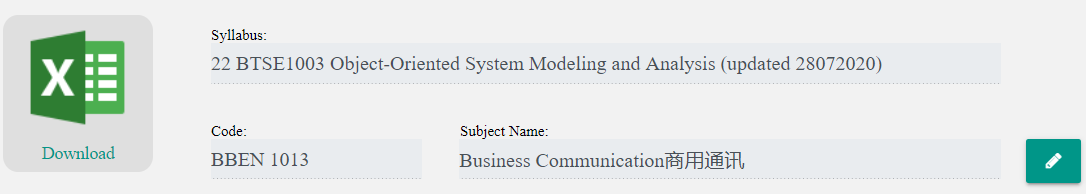 Syllabus:
22 BTSE1003 Object-Oriented System Modeling and Analysis (updated 28072020)
Code:
Subject Name:
BBEN 1013
Business Communication商用通讯
X
Download